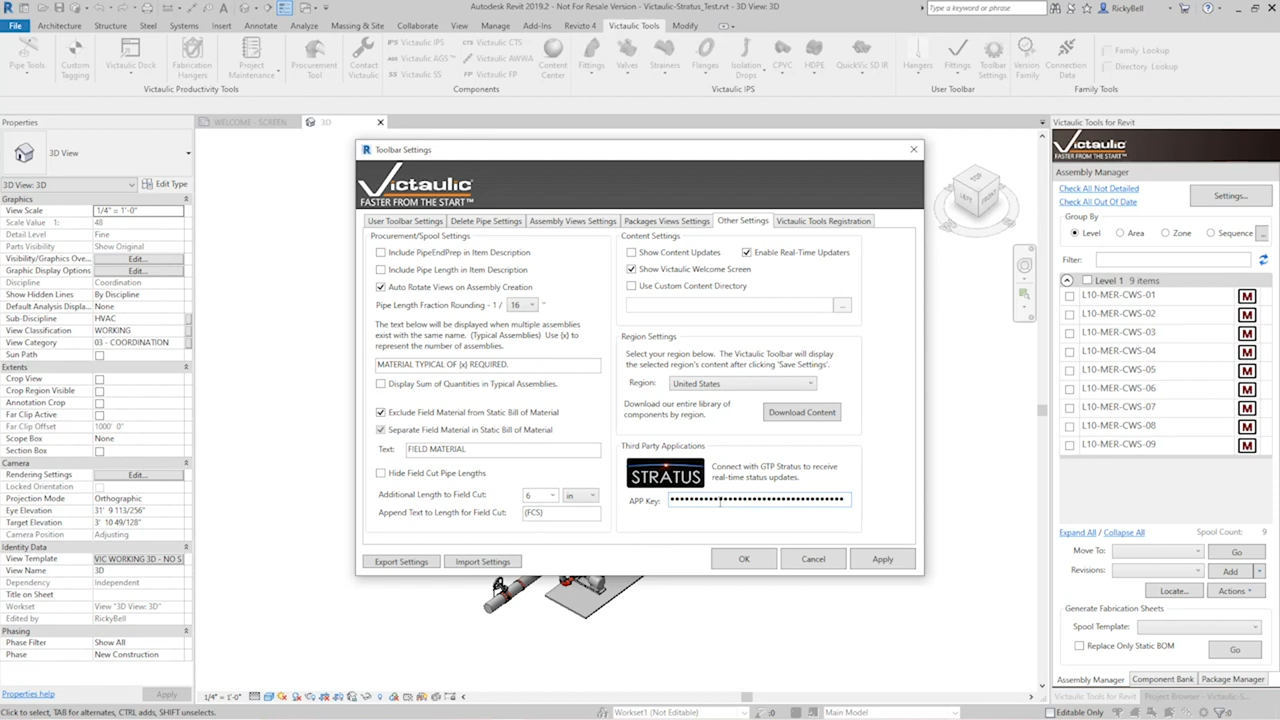 Autodesk Revit 2019.2 - Not For Resale Version - Victaulic-Stratus_Test.rvt - 3D View: 3D
Type a keyword or phrase
RickyBell
File Architecture Structure Steel Systems Insert Annotate Analyze Massing & Site Collaborate View Manage Add-Ins Revizto 4 Victaulic Tools Modify
Pipe Tools
Custom Tagging
Victaulic Dock
Fabrication Hangers
Project Maintenance
Procurement Tool
Contact Victaulic
Victaulic IPS
Victaulic AGS™
Victaulic SS
Victaulic CTS
Victaulic AWWA
Victaulic FP
Content Center
Fittings
Valves
Strainers
Flanges
Isolation Drops
CPVC
HDPE
QuickVic SD IR
Hangers
Fittings
Toolbar Settings
Version Family
Connection Data
Family Lookup
Directory Lookup
Victaulic Productivity Tools
Components
Victaulic IPS
User Toolbar
Family Tools
Properties
WELCOME - SCREEN
3D
3D View
3D View: 3D
Edit Type
Graphics
View Scale 1/4" = 1'-0"
Scale Value 1: 48
Detail Level Fine
Parts Visibility Show Original
Visibility/Graphics Ove... Edit...
Graphic Display Options Edit...
Discipline Coordination
Show Hidden Lines By Discipline
Default Analysis Displa... None
Sub-Discipline HVAC
View Classification WORKING
View Category 03 - COORDINATION
Sun Path
Extents
Crop View
Crop Region Visible
Annotation Crop
Far Clip Active
Far Clip Offset 1000' 0"
Scope Box None
Section Box
Camera
Rendering Settings Edit...
Locked Orientation
Projection Mode Orthographic
Eye Elevation 31' 9 113/256"
Target Elevation 3' 10 49/128"
Camera Position Adjusting
Identity Data
View Template VIC WORKING 3D - NO S
View Name 3D
Dependency Independent
Title on Sheet
Workset View "3D View: 3D"
Edited by RickyBell
Phasing
Phase Filter Show All
Phase New Construction
Properties help
Apply
Toolbar Settings
Victaulic
FASTER FROM THE START™
User Toolbar Settings Delete Pipe Settings Assembly Views Settings Packages Views Settings Other Settings Victaulic Tools Registration
Procurement/Spool Settings
Include PipeEndPrep in Item Description
Include Pipe Length in Item Description
Auto Rotate Views on Assembly Creation
Pipe Length Fraction Rounding - 1 / 16 "
The text below will be displayed when multiple assemblies
exist with the same name. (Typical Assemblies) Use {x} to
represent the number of assemblies.
MATERIAL TYPICAL OF {x} REQUIRED.
Display Sum of Quantities in Typical Assemblies.
Exclude Field Material from Static Bill of Material
Separate Field Material in Static Bill of Material
Text: FIELD MATERIAL
Hide Field Cut Pipe Lengths
Additional Length to Field Cut: 6 in
Append Text to Length for Field Cut: (FCS)
Content Settings
Show Content Updates Enable Real-Time Updaters
Show Victaulic Welcome Screen
Use Custom Content Directory
...
Region Settings
Select your region below. The Victaulic Toolbar will display
the selected region's content after clicking 'Save Settings'.
Region: United States
Download our entire library of
components by region.
Download Content
Third Party Applications
STRATUS
Connect with GTP Stratus to receive
real-time status updates.
APP Key:
Export Settings Import Settings OK Cancel Apply
TOP
LEFT
FRONT
Victaulic Tools for Revit
Victaulic
FASTER FROM THE START™
Assembly Manager
Check All Not Detailed
Check All Out Of Date
Settings...
Group By
Level Area Zone Sequence ...
Filter:
Level 1 9 items
L10-MER-CWS-01 M
L10-MER-CWS-02 M
L10-MER-CWS-03 M
L10-MER-CWS-04 M
L10-MER-CWS-05 M
L10-MER-CWS-06 M
L10-MER-CWS-07 M
L10-MER-CWS-08 M
L10-MER-CWS-09 M
Expand All / Collapse All Spool Count: 9
Move To: Go
Revisions: Add
Locate... Actions
Generate Fabrication Sheets
Spool Template:
Replace Only Static BOM Go
Assembly Manager Component Bank Package Manager
Victaulic Tools for Revit Project Browser - Victaulic-S...
1/4" = 1'-0"
Click to select, TAB for alternates, CTRL adds, SHIFT unselects.
Workset1 (Not Editable)
:0
Main Model
Editable Only
:0